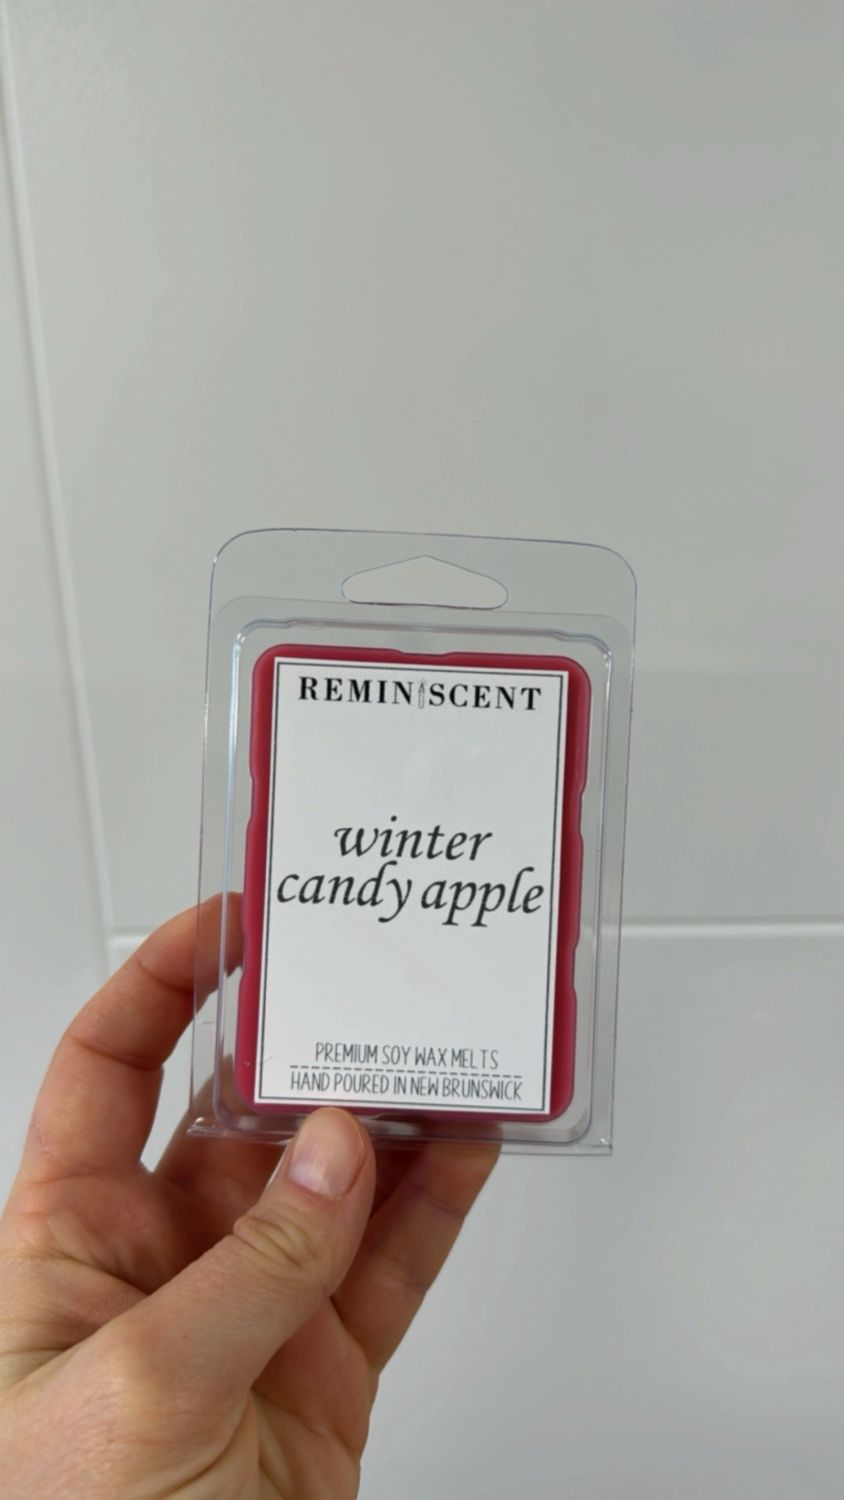 REMINISCENT
winter
candy apple
PREMIUM SOY WAX MELTS
HAND POURED IN NEW BRUNSWICK